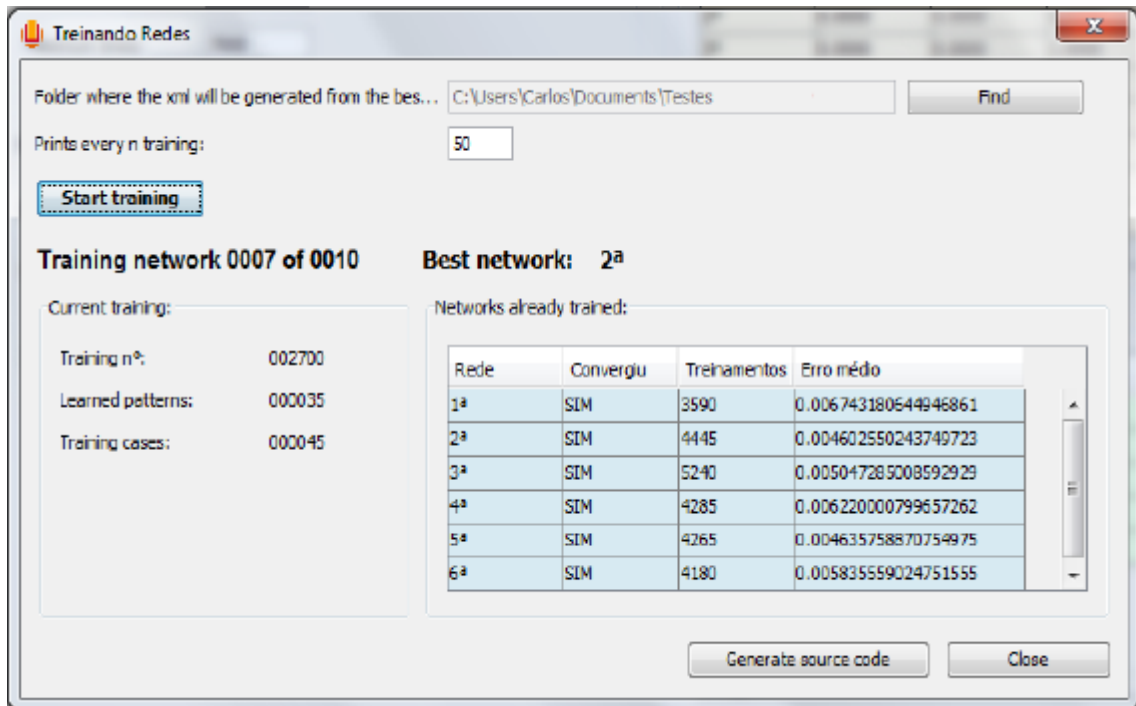 Treinando Redes
Folder where the xml will be generated from the bes... C:\Users\Carlos\Documents\Testes Find
Prints every n training: 50
Start training
Training network 0007 of 0010 Best network: 2ª
Current training:
Training nº: 002700
Learned patterns: 000035
Training cases: 000045
Networks already trained:
Rede Convergiu Treinamentos Erro médio
1ª SIM 3590 0.006743180644946861
2ª SIM 4445 0.004602550243749723
3ª SIM 5240 0.005047285008592929
4ª SIM 4285 0.006220000799657262
5ª SIM 4265 0.004635758870754975
6ª SIM 4180 0.005835559024751555
Generate source code Close